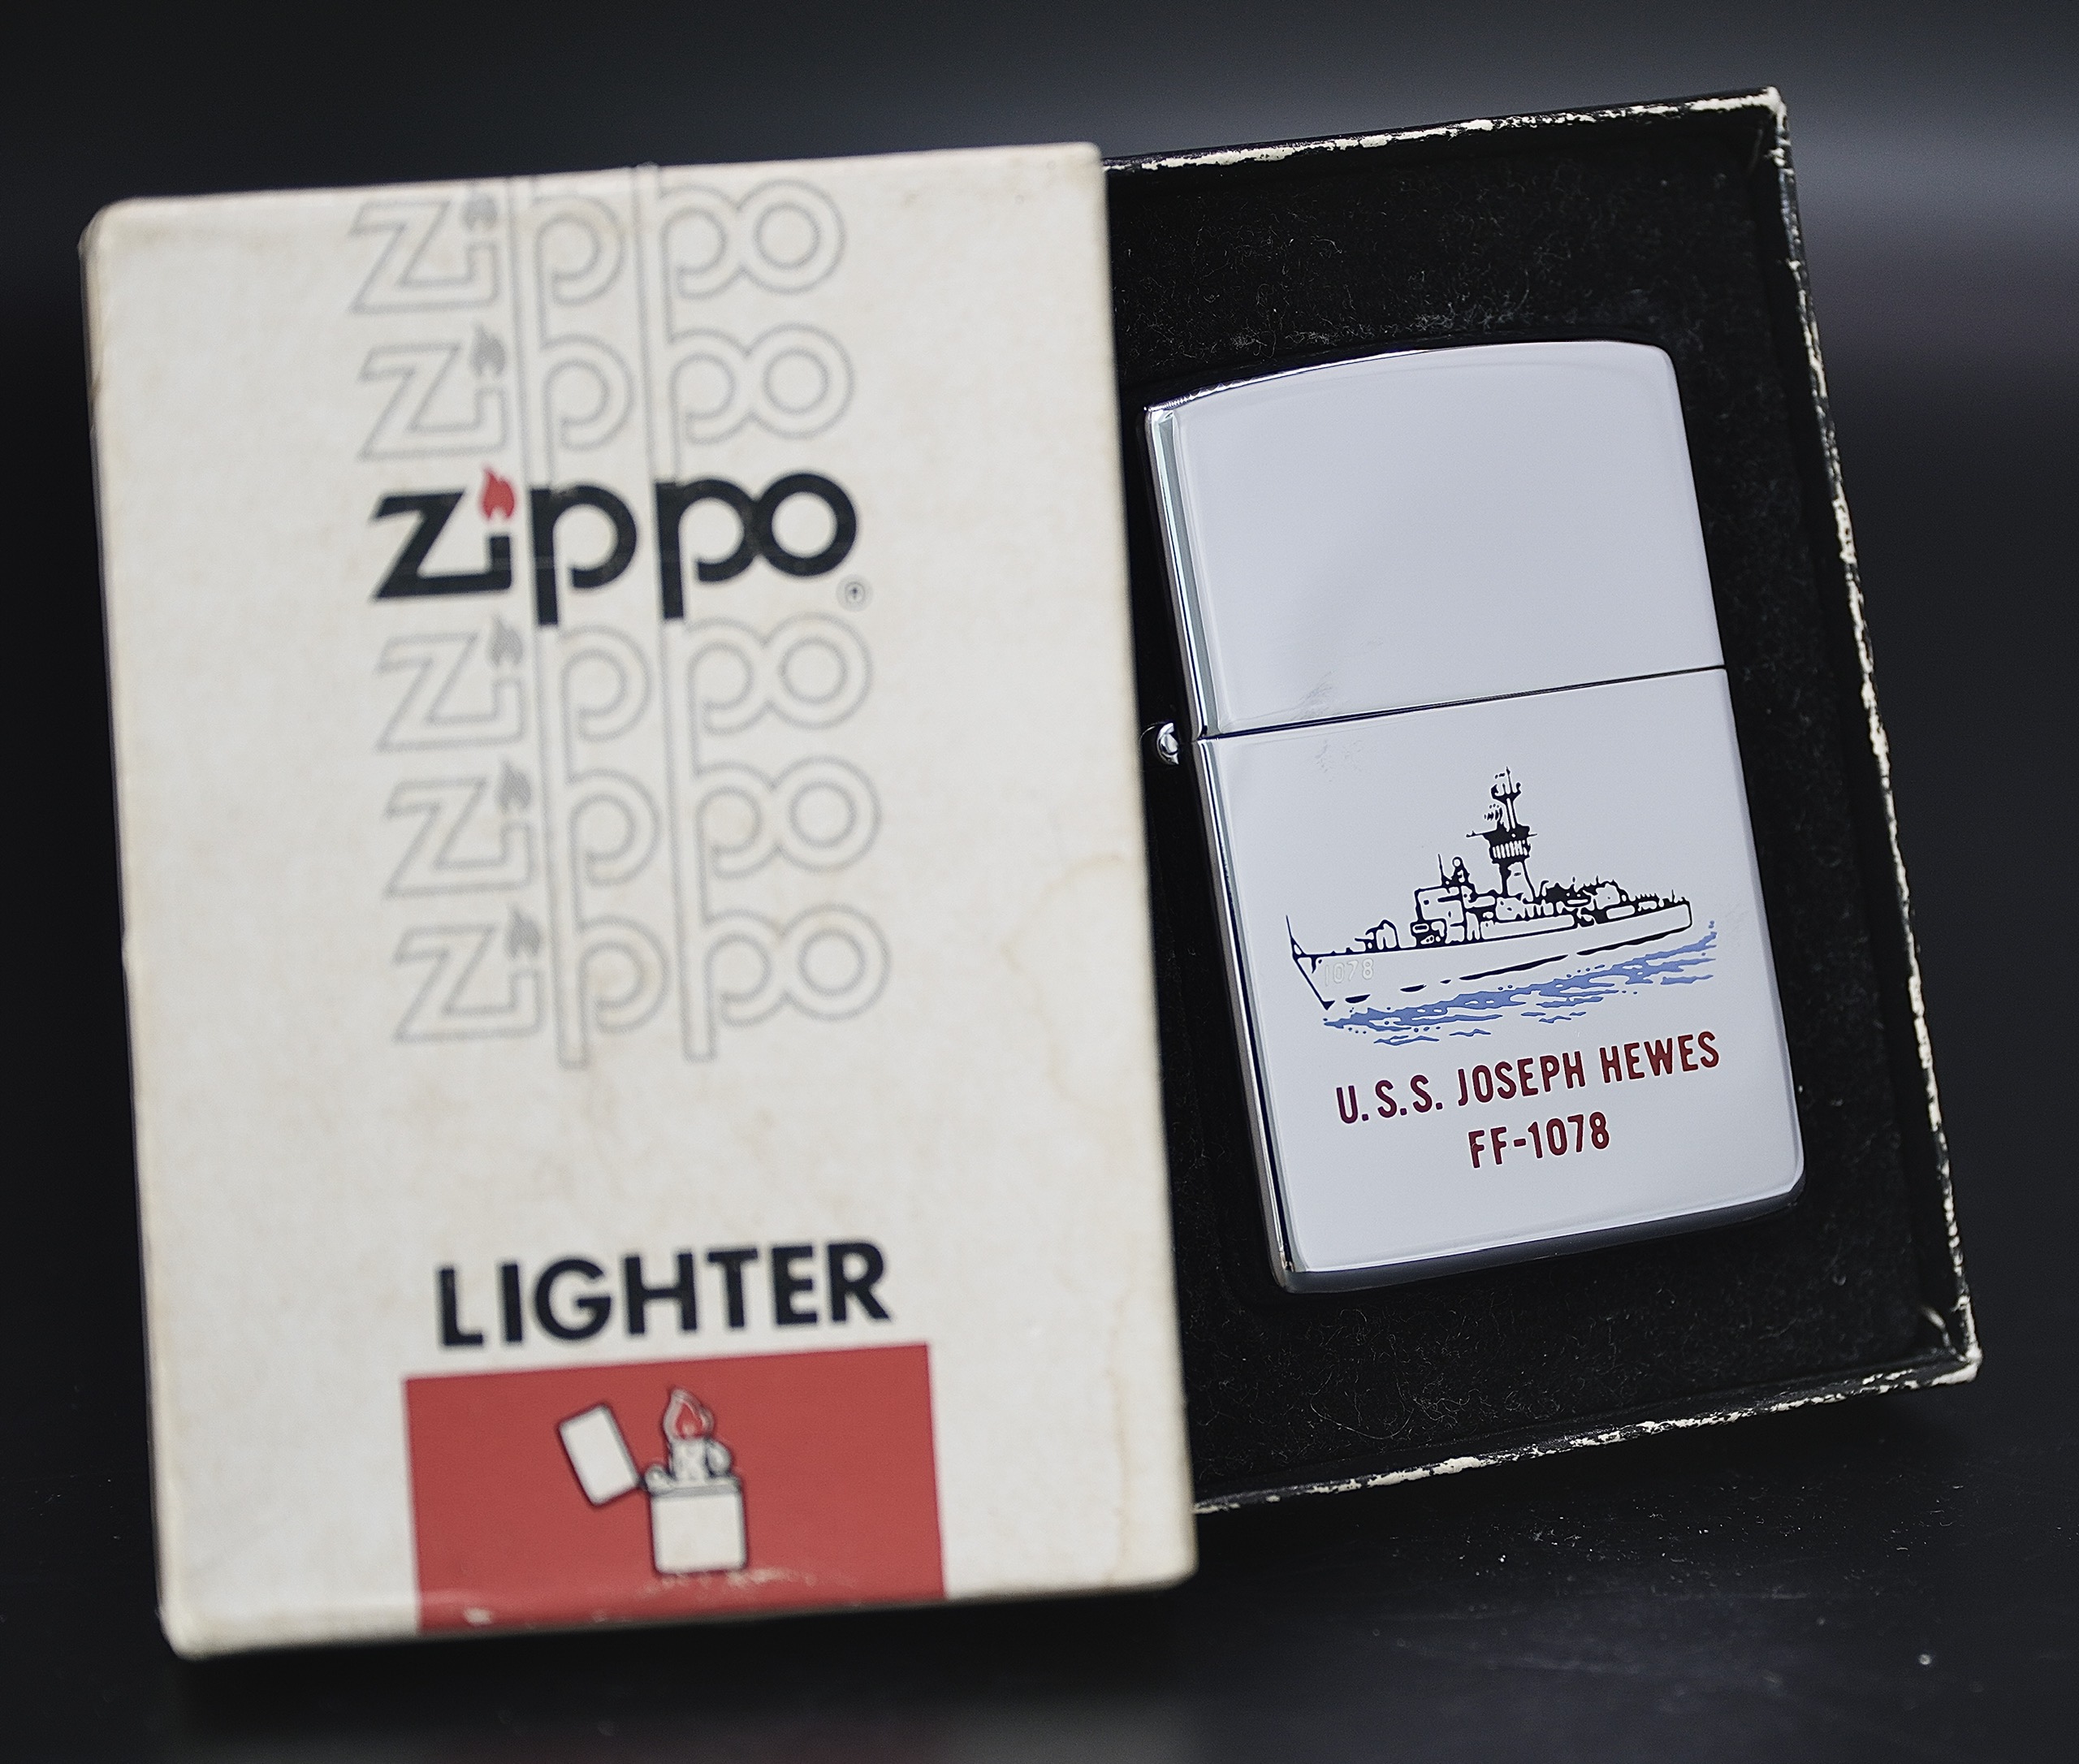 zippo
zippo
zippo®
zippo
zippo
zippo
LIGHTER
1078
U.S.S. JOSEPH HEWES
FF-1078